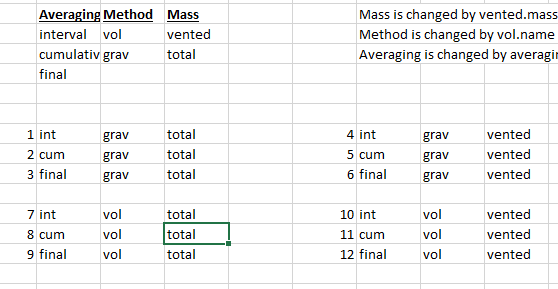 Averaging Method Mass Mass is changed by vented.mass
interval vol vented Method is changed by vol.name
cumulativ grav total Averaging is changed by averagin
final
1 int grav total 4 int grav vented
2 cum grav total 5 cum grav vented
3 final grav total 6 final grav vented
7 int vol total 10 int vol vented
8 cum vol total 11 cum vol vented
9 final vol total 12 final vol vented